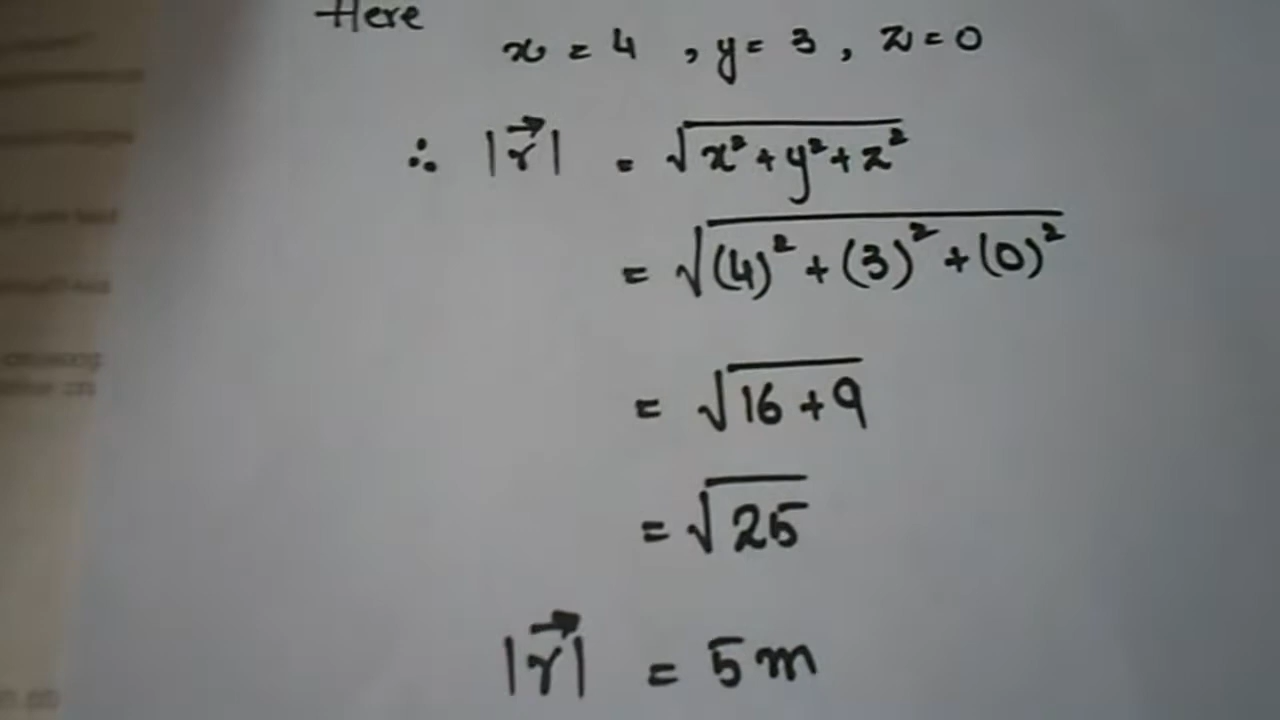 Here
x = 4 , y = 3 , z = 0
∴ |r⃗| = √(x² + y² + z²)
= √((4)² + (3)² + (0)²)
= √(16 + 9)
= √25
|r⃗| = 5 m